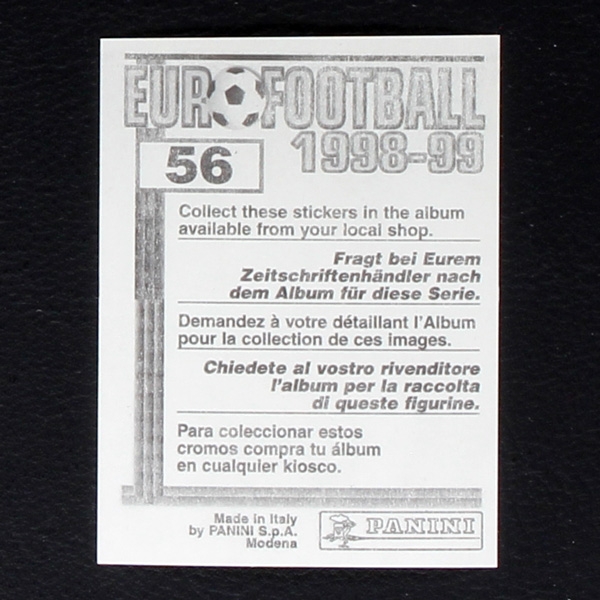 EUROFOOTBALL
1998-99
56
Collect these stickers in the album
available from your local shop.
Fragt bei Eurem
Zeitschriftenhändler nach
dem Album für diese Serie.
Demandez à votre détaillant l'Album
pour la collection de ces images.
Chiedete al vostro rivenditore
l'album per la raccolta
di queste figurine.
Para coleccionar estos
cromos compra tu álbum
en cualquier kiosco.
Made in Italy
by PANINI S.p.A.
Modena
PANINI